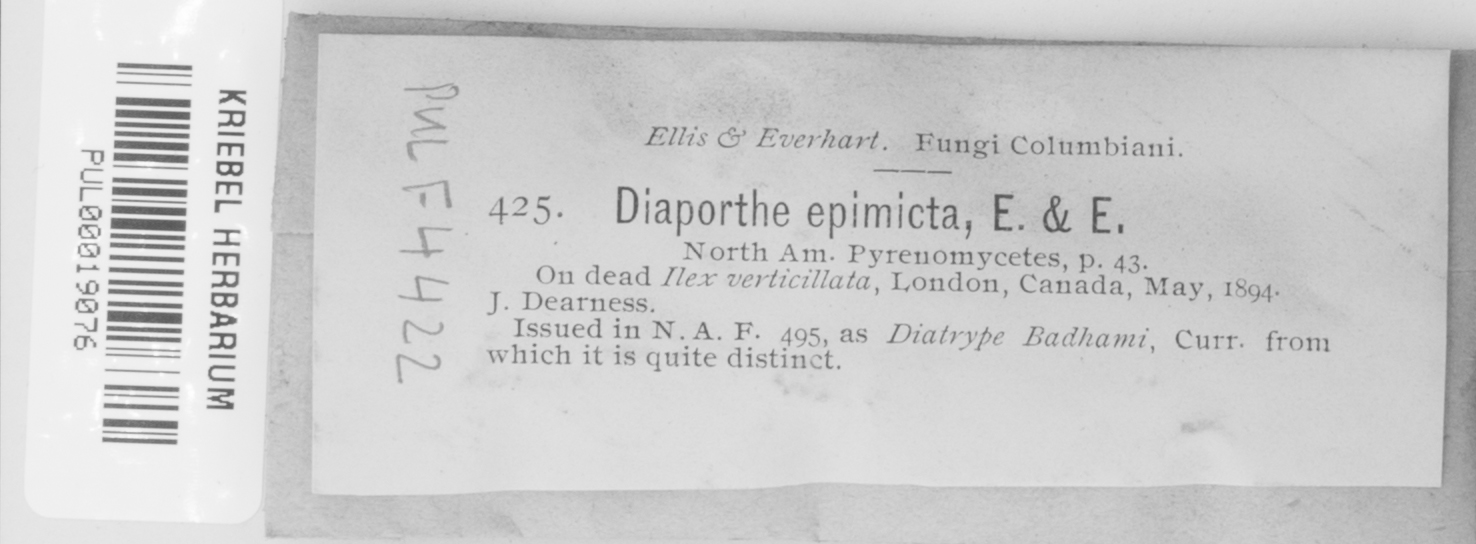 KRIEBEL HERBARIUM
PUL00019076
PUL F4422
Ellis & Everhart. Fungi Columbiani.
425. Diaporthe epimicta, E. & E.
North Am. Pyrenomycetes, p. 43.
On dead Ilex verticillata, London, Canada, May, 1894.
J. Dearness.
Issued in N. A. F. 495, as Diatrype Badhami, Curr. from
which it is quite distinct.